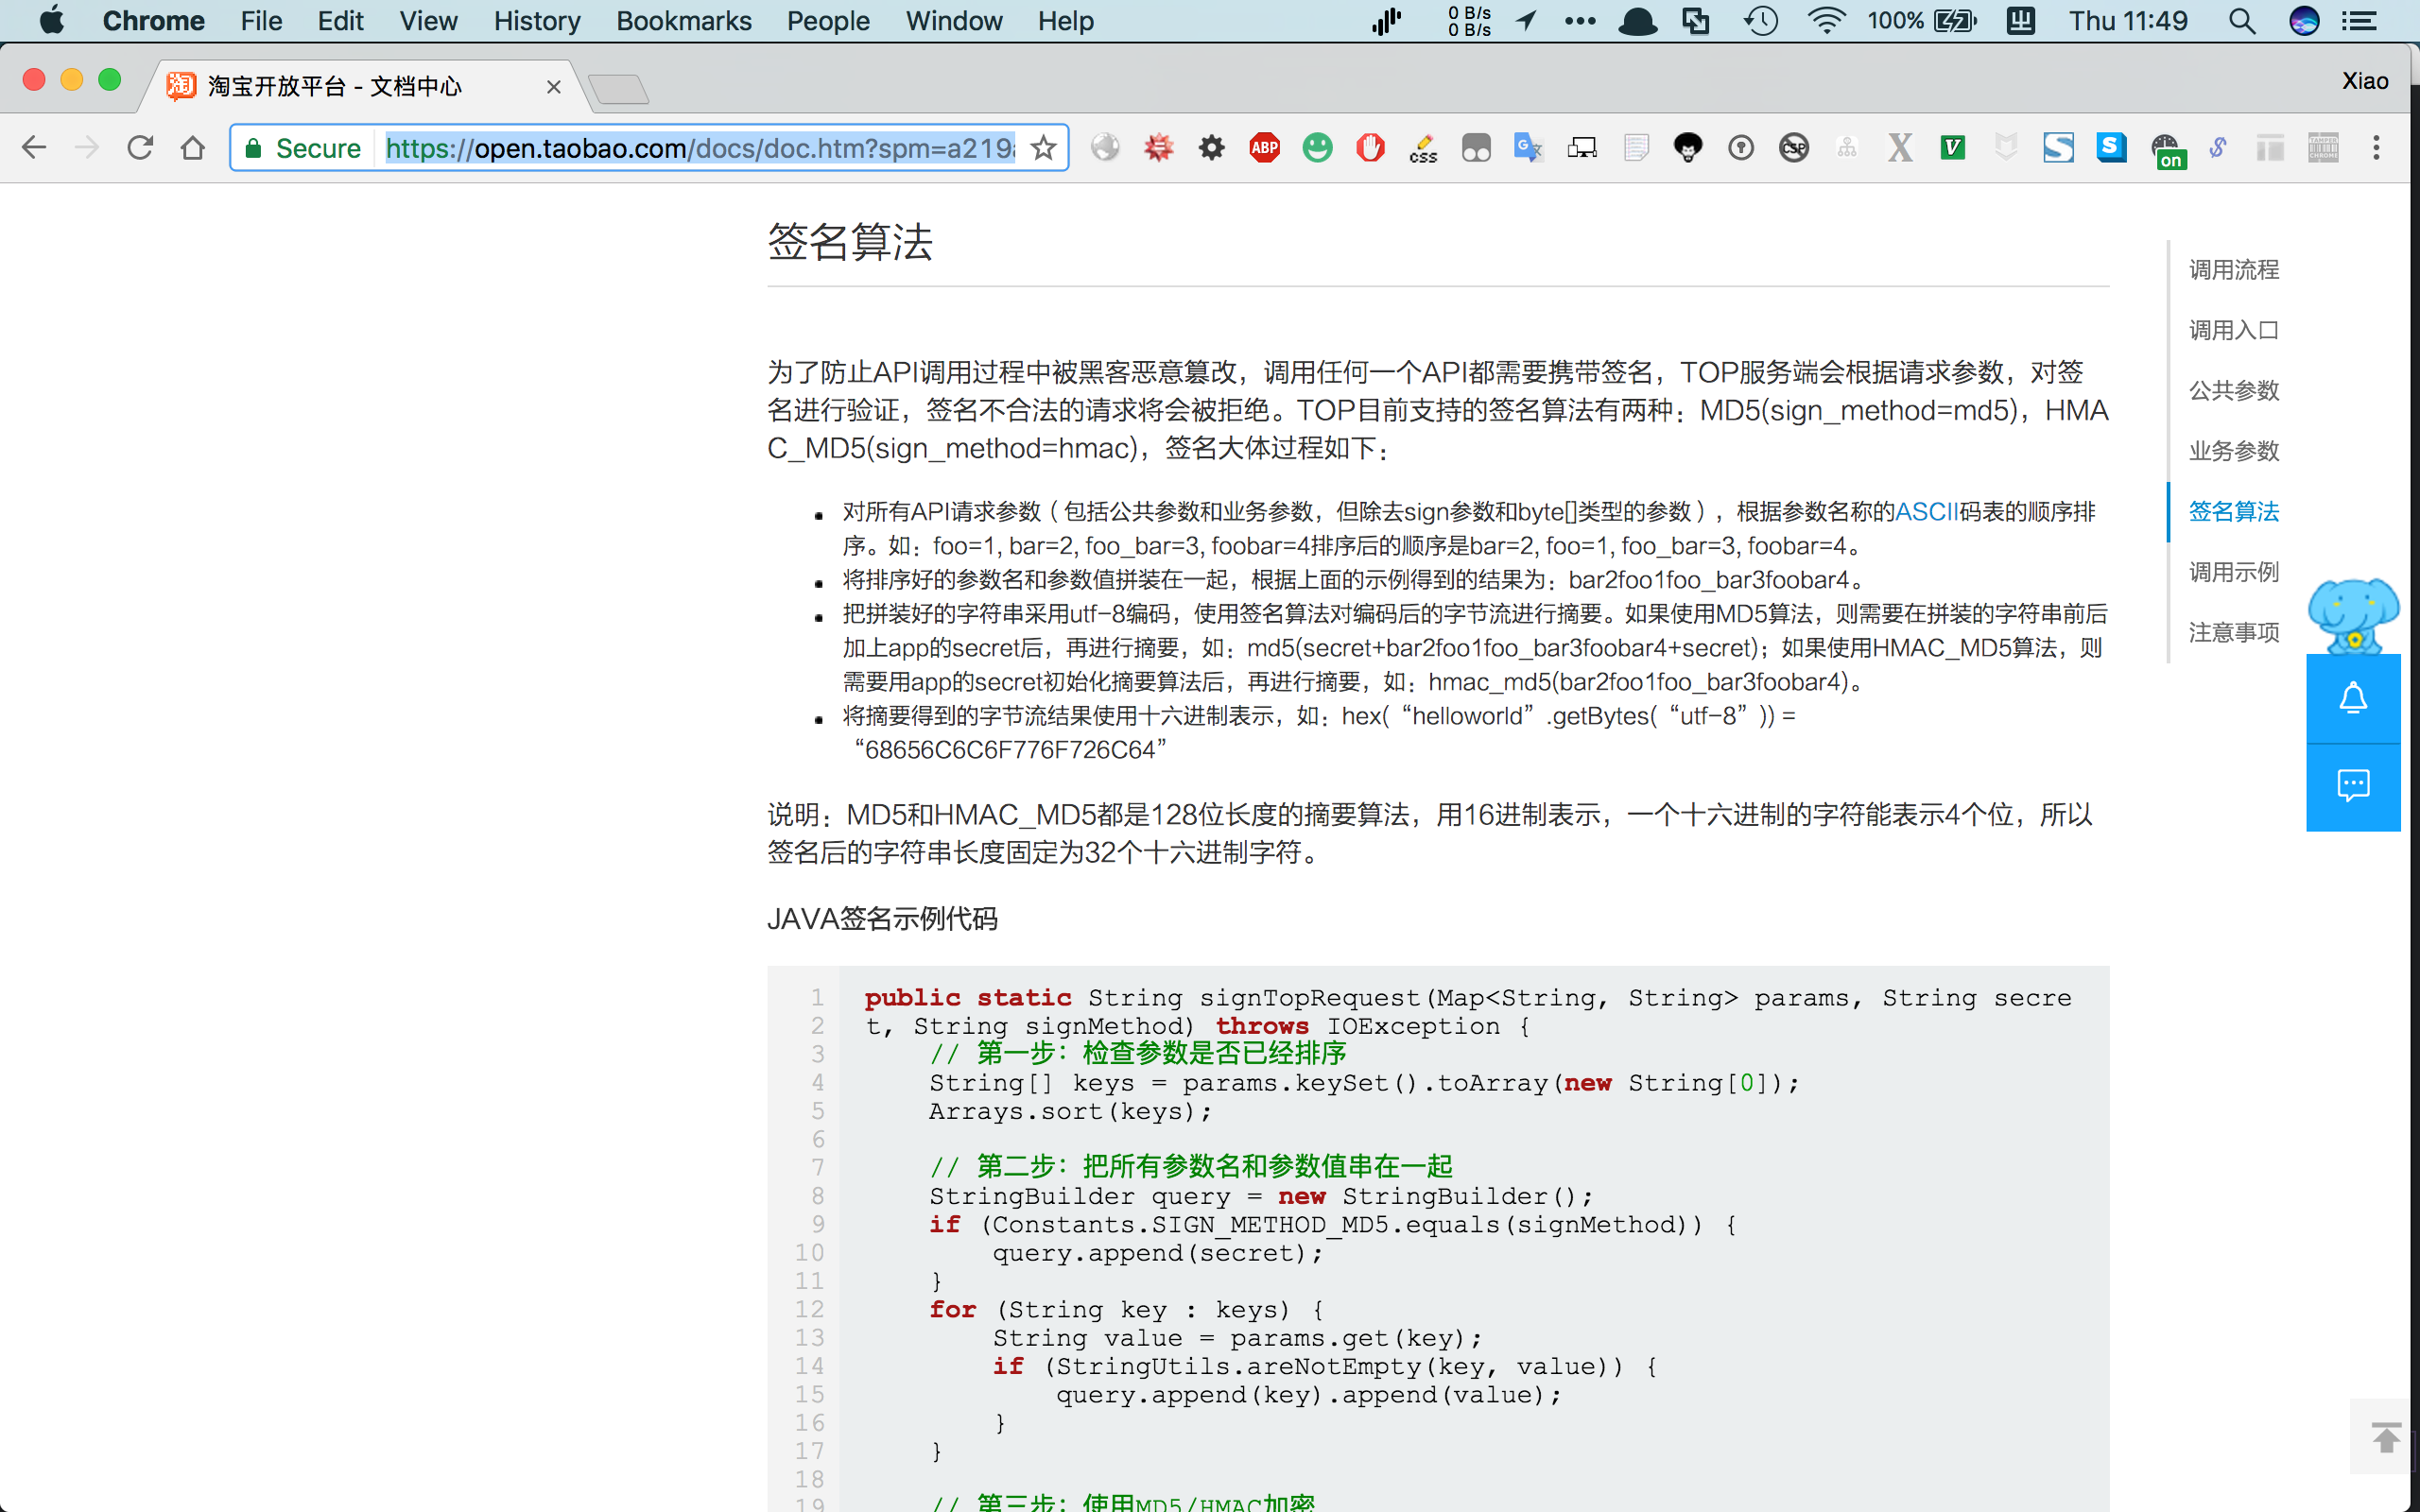 Chrome File Edit View History Bookmarks People Window Help 0 B/s 0 B/s 100% Thu 11:49
淘宝开放平台 - 文档中心
Xiao
Secure https://open.taobao.com/docs/doc.htm?spm=a219a
ABP
css
CSP
on
签名算法
为了防止API调用过程中被黑客恶意篡改，调用任何一个API都需要携带签名，TOP服务端会根据请求参数，对签
名进行验证，签名不合法的请求将会被拒绝。TOP目前支持的签名算法有两种：MD5(sign_method=md5)，HMA
C_MD5(sign_method=hmac)，签名大体过程如下：
对所有API请求参数（包括公共参数和业务参数，但除去sign参数和byte[]类型的参数），根据参数名称的ASCII码表的顺序排
序。如：foo=1, bar=2, foo_bar=3, foobar=4排序后的顺序是bar=2, foo=1, foo_bar=3, foobar=4。
将排序好的参数名和参数值拼装在一起，根据上面的示例得到的结果为：bar2foo1foo_bar3foobar4。
把拼装好的字符串采用utf-8编码，使用签名算法对编码后的字节流进行摘要。如果使用MD5算法，则需要在拼装的字符串前后
加上app的secret后，再进行摘要，如：md5(secret+bar2foo1foo_bar3foobar4+secret)；如果使用HMAC_MD5算法，则
需要用app的secret初始化摘要算法后，再进行摘要，如：hmac_md5(bar2foo1foo_bar3foobar4)。
将摘要得到的字节流结果使用十六进制表示，如：hex(“helloworld”.getBytes(“utf-8”)) =
“68656C6C6F776F726C64”
说明：MD5和HMAC_MD5都是128位长度的摘要算法，用16进制表示，一个十六进制的字符能表示4个位，所以
签名后的字符串长度固定为32个十六进制字符。
JAVA签名示例代码
1 public static String signTopRequest(Map<String, String> params, String secre
2 t, String signMethod) throws IOException {
3 // 第一步：检查参数是否已经排序
4 String[] keys = params.keySet().toArray(new String[0]);
5 Arrays.sort(keys);
6
7 // 第二步：把所有参数名和参数值串在一起
8 StringBuilder query = new StringBuilder();
9 if (Constants.SIGN_METHOD_MD5.equals(signMethod)) {
10 query.append(secret);
11 }
12 for (String key : keys) {
13 String value = params.get(key);
14 if (StringUtils.areNotEmpty(key, value)) {
15 query.append(key).append(value);
16 }
17 }
18
19 // 第三步：使用MD5/HMAC加密
调用流程
调用入口
公共参数
业务参数
签名算法
调用示例
注意事项